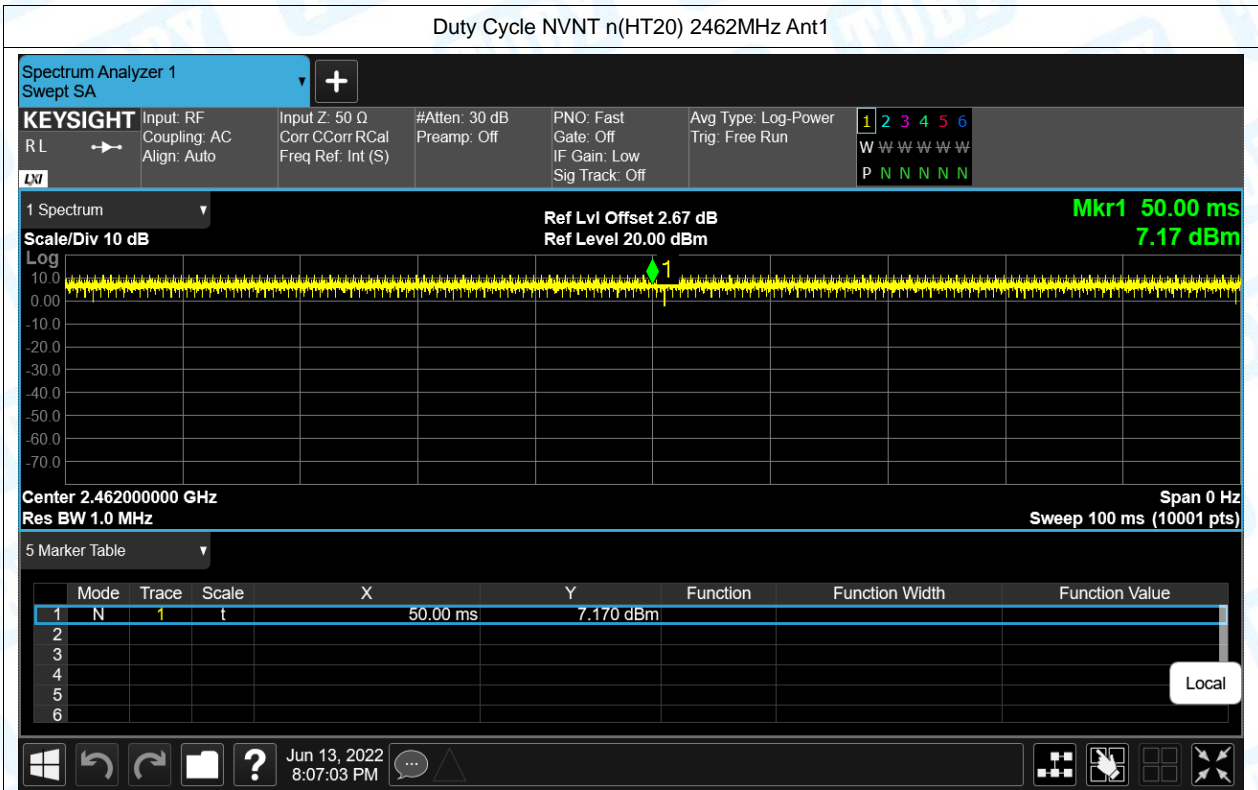 Duty Cycle NVNT n(HT20) 2462MHz Ant1
Spectrum Analyzer 1
Swept SA
+
KEYSIGHT
RL
LXI
Input: RF
Coupling: AC
Align: Auto
Input Z: 50 Ω
Corr CCorr RCal
Freq Ref: Int (S)
#Atten: 30 dB
Preamp: Off
PNO: Fast
Gate: Off
IF Gain: Low
Sig Track: Off
Avg Type: Log-Power
Trig: Free Run
1 2 3 4 5 6
W W W W W W
P N N N N N
1 Spectrum
Scale/Div 10 dB
Ref Lvl Offset 2.67 dB
Ref Level 20.00 dBm
Mkr1 50.00 ms
7.17 dBm
Log
1
10.0
0.00
-10.0
-20.0
-30.0
-40.0
-50.0
-60.0
-70.0
Center 2.462000000 GHz
Span 0 Hz
Res BW 1.0 MHz
Sweep 100 ms (10001 pts)
5 Marker Table
Mode Trace Scale X Y Function Function Width Function Value
1 N 1 t 50.00 ms 7.170 dBm
2
3
4
5
6
Local
?
Jun 13, 2022
8:07:03 PM